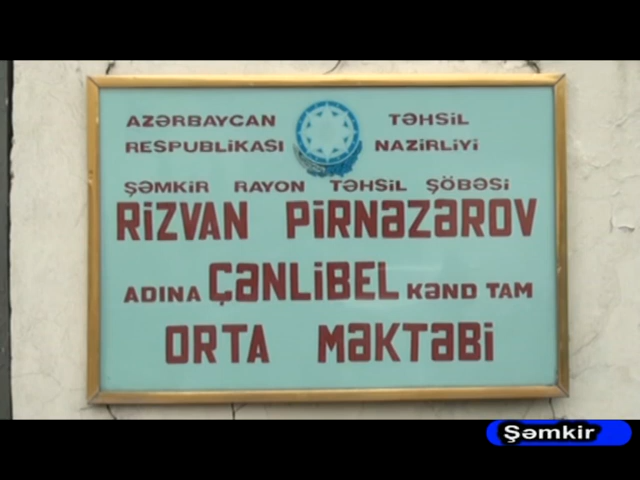 AZƏRBAYCAN TƏHSİL
RESPUBLİKASI NAZİRLİYİ
ŞƏMKİR RAYON TƏHSİL ŞÖBƏSİ
RİZVAN PİRNƏZƏROV
ADINA ÇƏNLİBEL KƏND TAM
ORTA MƏKTƏBİ
Şəmkir